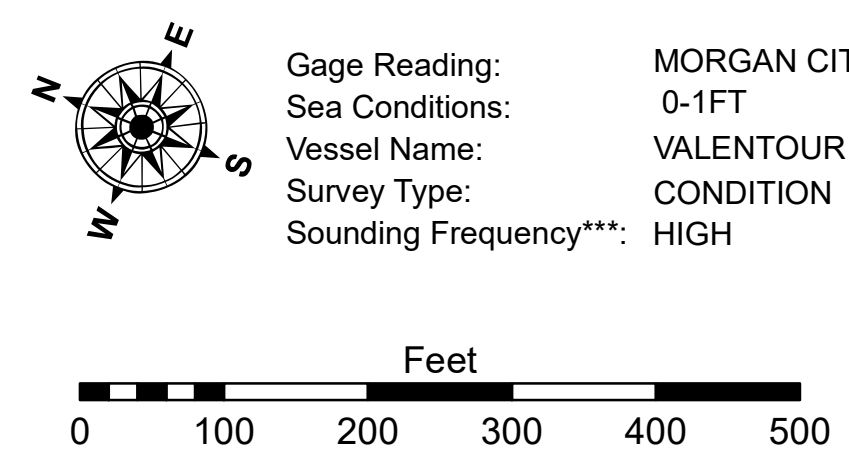 N
E
S
W
Gage Reading: MORGAN CIT
Sea Conditions: 0-1FT
Vessel Name: VALENTOUR
Survey Type: CONDITION
Sounding Frequency***: HIGH
Feet
0 100 200 300 400 500